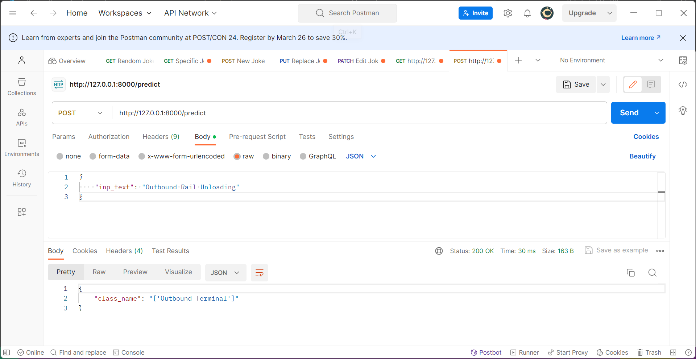 Home Workspaces API Network Search Postman Invite Upgrade
Learn from experts and join the Postman community at POST/CON 24. Register by March 26 to save 30%. Learn more
Overview GET Random Jok GET Specific Jk POST New Joke PUT Replace Jk PATCH Edit Jok GET http://127. POST http://12. No Environment
HTTP http://127.0.0.1:8000/predict Save
POST http://127.0.0.1:8000/predict Send
Collections
Params Authorization Headers (9) Body Pre-request Script Tests Settings Cookies
APIs
none form-data x-www-form-urlencoded raw binary GraphQL JSON Beautify
Environments
1 {
2 "inp_text": "Outbound Rail Unloading"
3 }
History
Body Cookies Headers (4) Test Results Status: 200 OK Time: 30 ms Size: 163 B Save as example
Pretty Raw Preview Visualize JSON
1 {
2 "class_name": "['Outbound Terminal']"
3 }
Online Find and replace Console Postbot Runner Start Proxy Cookies Trash